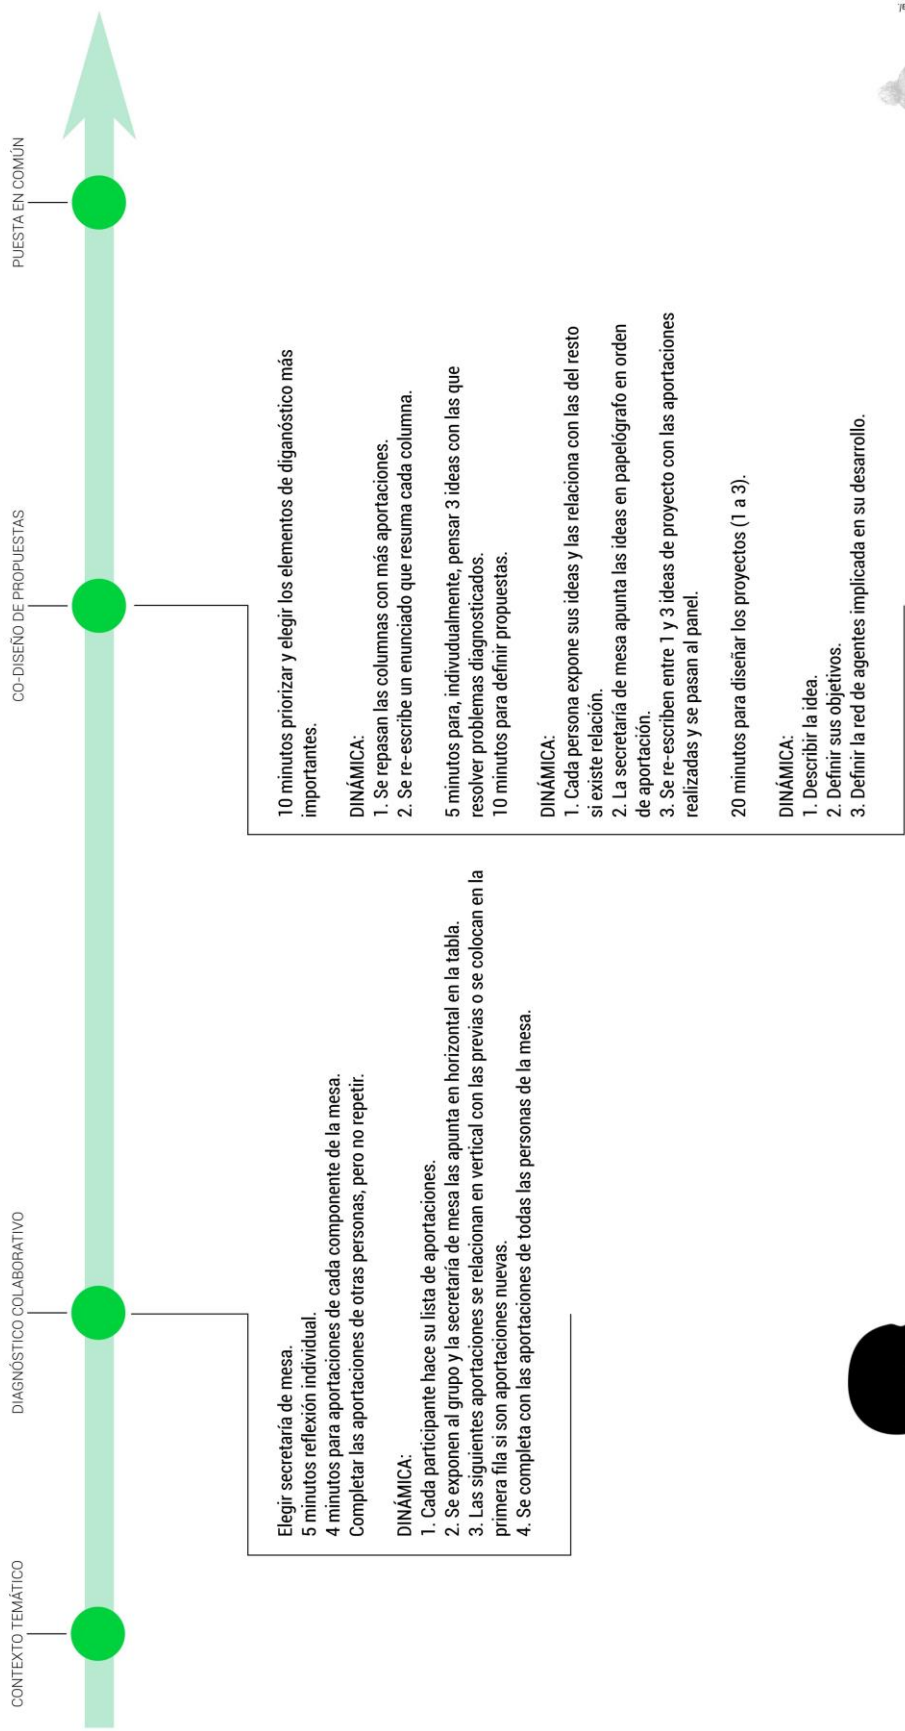 CONTEXTO TEMÁTICO
DIAGNÓSTICO COLABORATIVO
CO-DISEÑO DE PROPUESTAS
PUESTA EN COMÚN
Elegir secretaría de mesa.
5 minutos reflexión individual.
4 minutos para aportaciones de cada componente de la mesa.
Completar las aportaciones de otras personas, pero no repetir.
DINÁMICA:
1. Cada participante hace su lista de aportaciones.
2. Se exponen al grupo y la secretaría de mesa las apunta en horizontal en la tabla.
3. Las siguientes aportaciones se relacionan en vertical con las previas o se colocan en la
primera fila si son aportaciones nuevas.
4. Se completa con las aportaciones de todas las personas de la mesa.
10 minutos priorizar y elegir los elementos de diganóstico más
importantes.
DINÁMICA:
1. Se repasan las columnas con más aportaciones.
2. Se re-escribe un enunciado que resuma cada columna.
5 minutos para, indivudualmente, pensar 3 ideas con las que
resolver problemas diagnosticados.
10 minutos para definir propuestas.
DINÁMICA:
1. Cada persona expone sus ideas y las relaciona con las del resto
si existe relación.
2. La secretaría de mesa apunta las ideas en papelógrafo en orden
de aportación.
3. Se re-escriben entre 1 y 3 ideas de proyecto con las aportaciones
realizadas y se pasan al panel.
20 minutos para diseñar los proyectos (1 a 3).
DINÁMICA:
1. Describir la idea.
2. Definir sus objetivos.
3. Definir la red de agentes implicada en su desarrollo.